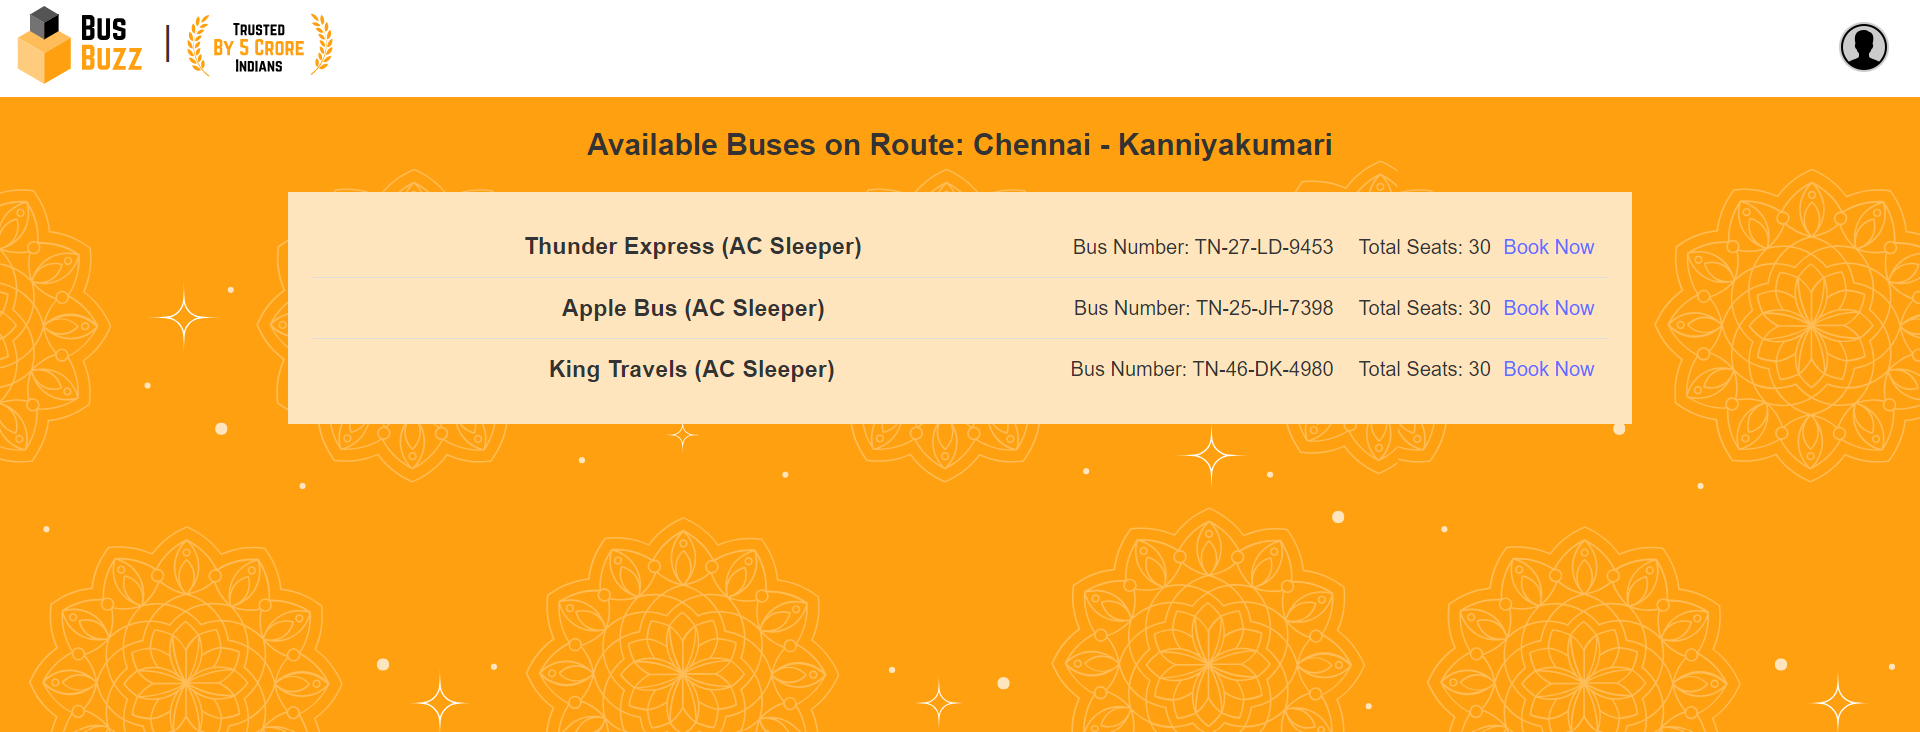 Bus
Buzz
|
Trusted
By 5 Crore
Indians
Available Buses on Route: Chennai - Kanniyakumari
Thunder Express (AC Sleeper) Bus Number: TN-27-LD-9453 Total Seats: 30 Book Now
Apple Bus (AC Sleeper) Bus Number: TN-25-JH-7398 Total Seats: 30 Book Now
King Travels (AC Sleeper) Bus Number: TN-46-DK-4980 Total Seats: 30 Book Now